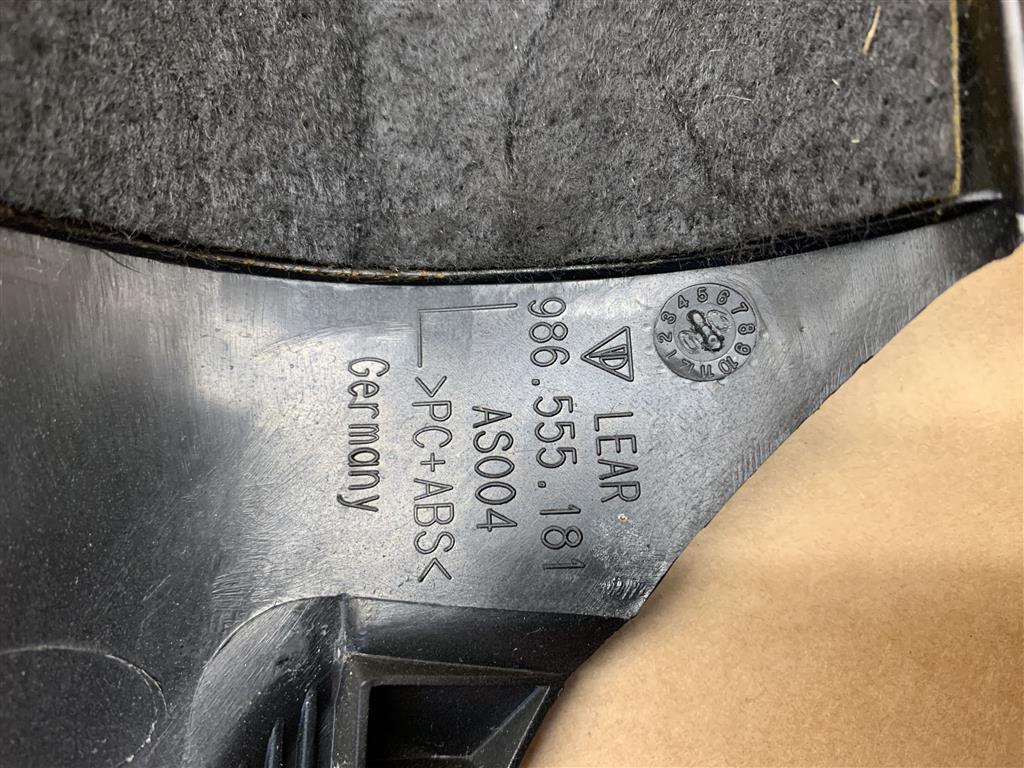 LEAR
986.555.181
AS004
>PC+ABS<
Germany
1 2 3 4 5 6 7 8 9 10 11 12